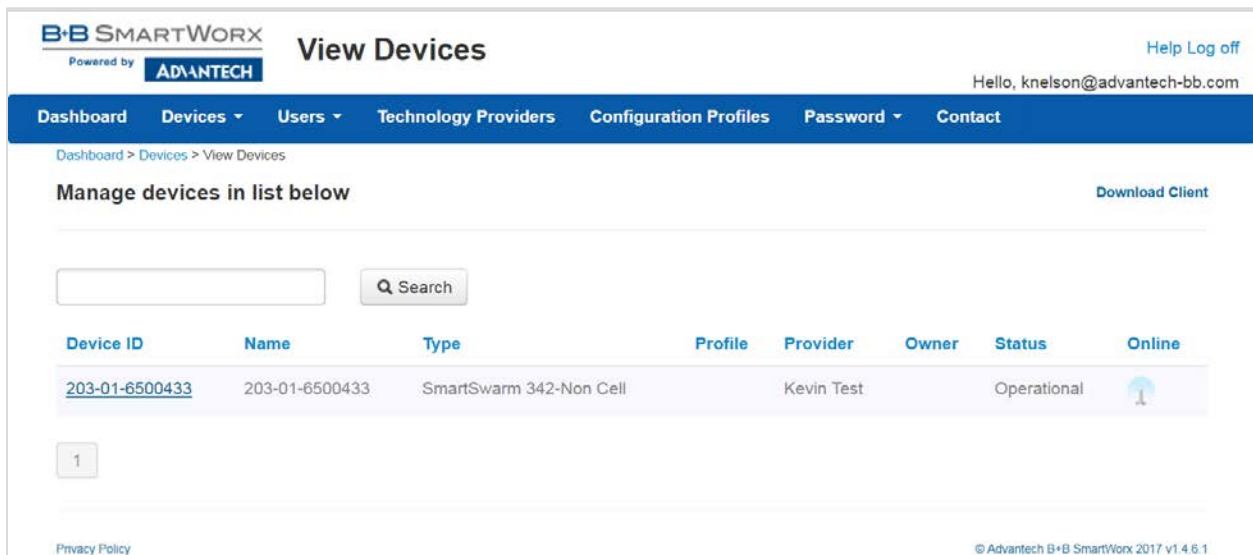 B+B SMARTWORX
Powered by ADVANTECH
View Devices
Help Log off
Hello, knelson@advantech-bb.com
Dashboard Devices Users Technology Providers Configuration Profiles Password Contact
Dashboard > Devices > View Devices
Manage devices in list below
Download Client
Search
Device ID Name Type Profile Provider Owner Status Online
203-01-6500433 203-01-6500433 SmartSwarm 342-Non Cell Kevin Test Operational
1
Privacy Policy
© Advantech B+B SmartWorx 2017 v1.4.6.1